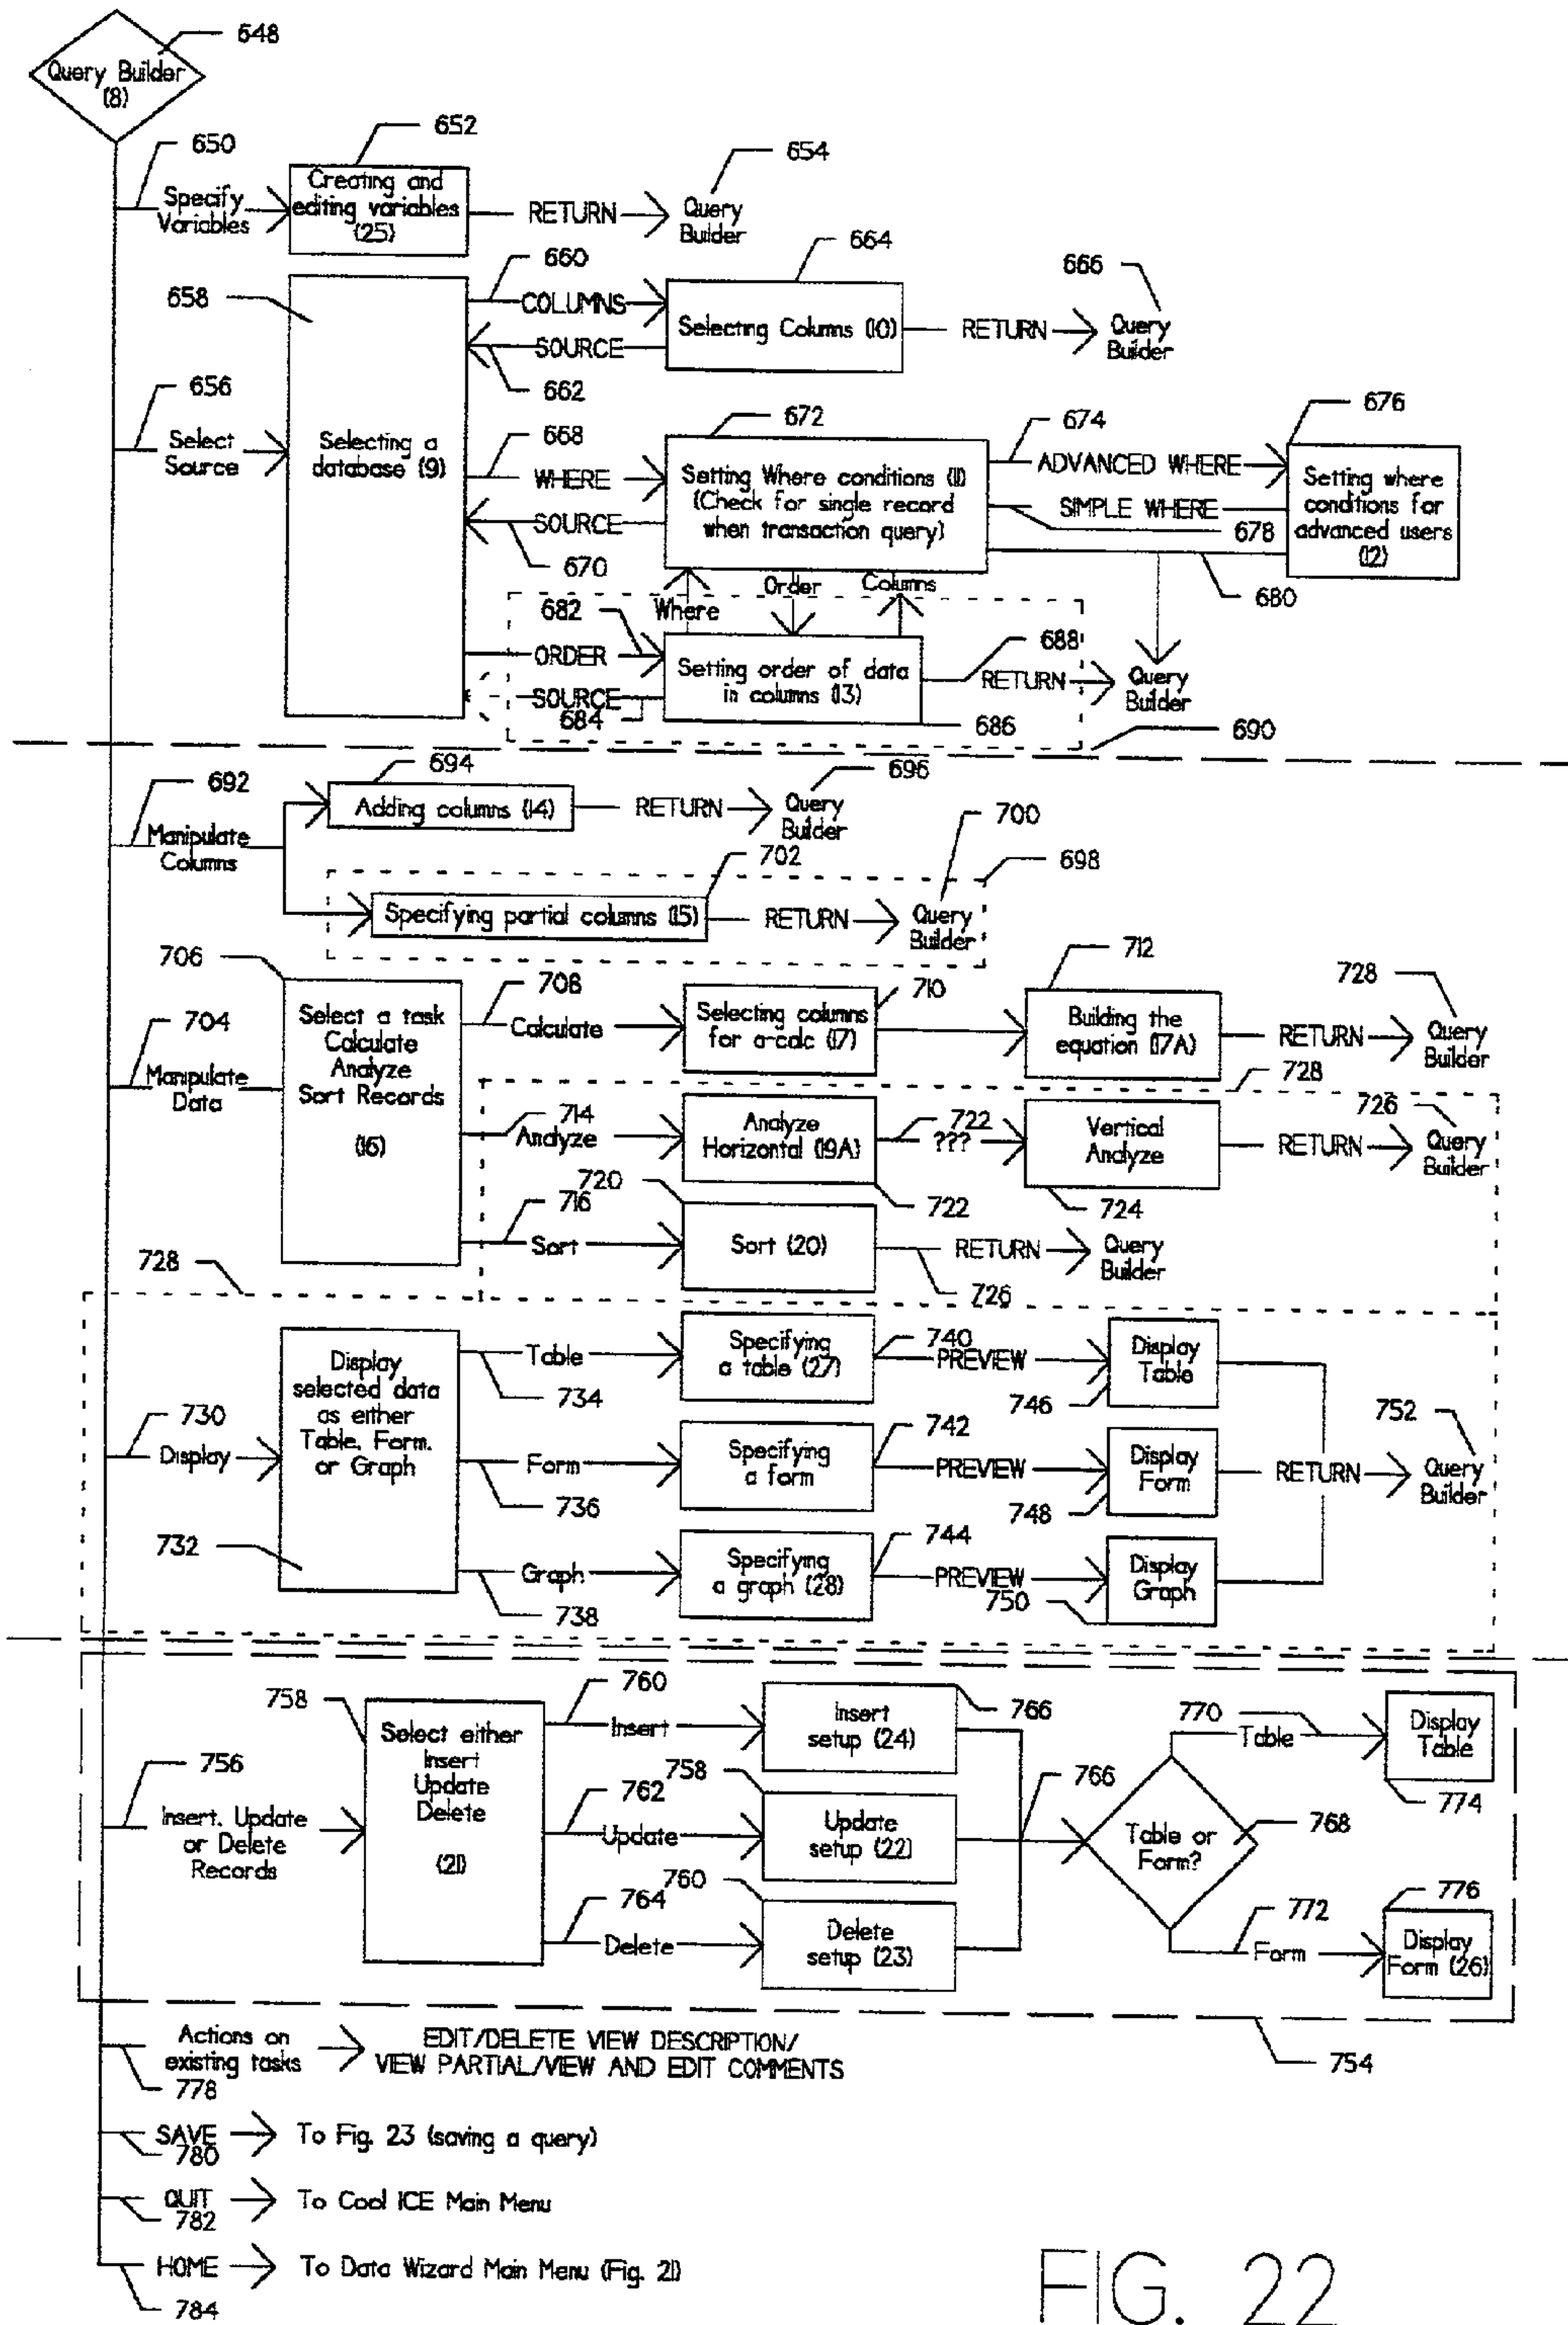 648
Query Builder
(8)
650
652
654
Specify
Variables
Creating and
editing variables
(25)
RETURN
Query
Builder
658
660
664
666
COLUMNS
Selecting Columns (10)
RETURN
Query
Builder
SOURCE
662
656
Select
Source
Selecting a
database (9)
668
672
674
676
WHERE
Setting Where conditions (11)
(Check for single record
when transaction query)
ADVANCED WHERE
Setting where
conditions for
advanced users
(12)
SOURCE
SIMPLE WHERE
678
670
680
Where
Order
Columns
682
688
ORDER
Setting order of data
in columns (13)
RETURN
Query
Builder
SOURCE
684
686
690
692
694
696
Manipulate
Columns
Adding columns (14)
RETURN
Query
Builder
700
702
698
Specifying partial columns (15)
RETURN
Query
Builder
706
708
710
712
728
704
Manipulate
Data
Select a task
Calculate
Analyze
Sort Records
(16)
Calculate
Selecting columns
for a-calc (17)
Building the
equation (17A)
RETURN
Query
Builder
728
714
722
726
Analyze
Analyze
Horizontal (19A)
???
Vertical
Analyze
RETURN
Query
Builder
720
722
724
716
Sort
Sort (20)
RETURN
Query
Builder
726
728
740
Display
selected data
as either
Table, Form,
or Graph
Table
Specifying
a table (27)
PREVIEW
Display
Table
734
746
730
742
752
Display
Form
Specifying
a form
PREVIEW
Display
Form
RETURN
Query
Builder
736
748
732
744
Graph
Specifying
a graph (28)
PREVIEW
Display
Graph
738
750
758
760
766
770
Select either
Insert
Update
Delete
(21)
Insert
Insert
setup (24)
Table
Display
Table
774
756
762
758
766
768
Insert, Update
or Delete
Records
Update
Update
setup (22)
Table or
Form?
764
760
772
776
Delete
Delete
setup (23)
Form
Display
Form (26)
754
Actions on
existing tasks
EDIT/DELETE VIEW DESCRIPTION/
VIEW PARTIAL/VIEW AND EDIT COMMENTS
778
SAVE
To Fig. 23 (saving a query)
780
QUIT
To Cool ICE Main Menu
782
HOME
To Data Wizard Main Menu (Fig. 21)
784
FIG. 22